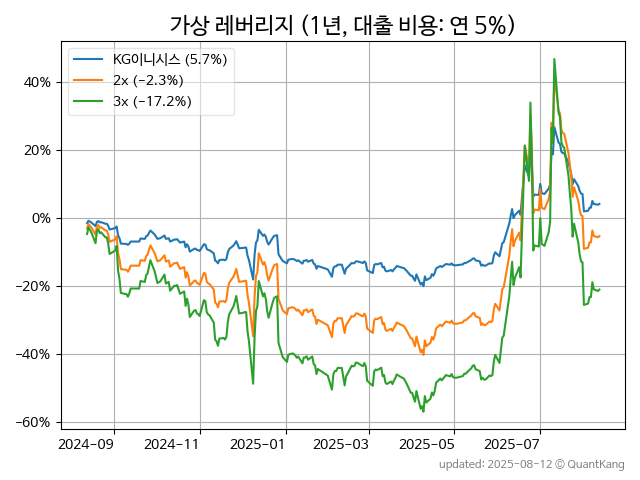 가상 레버리지 (1년, 대출 비용: 연 5%)
KG이니시스 (5.7%)
2x (−2.3%)
3x (−17.2%)
40%
20%
0%
−20%
−40%
−60%
2024-09 2024-11 2025-01 2025-03 2025-05 2025-07
updated: 2025-08-12 © QuantKang